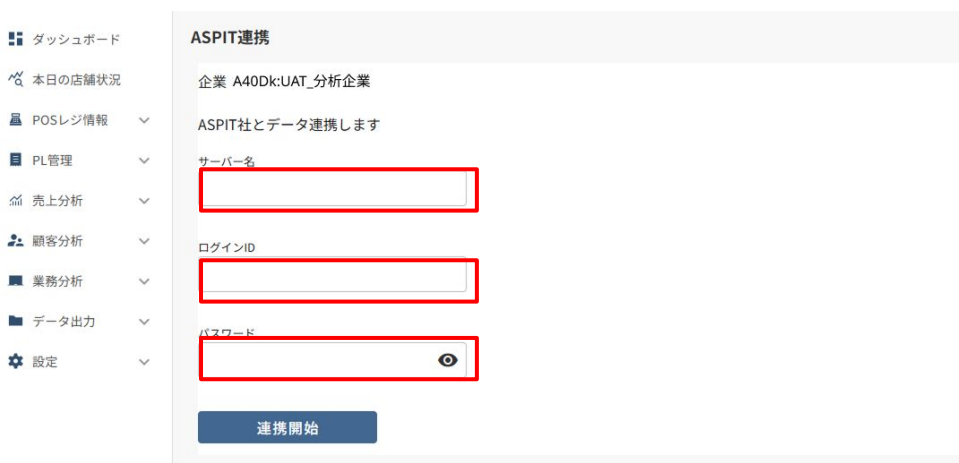 ダッシュボード
本日の店舗状況
POSレジ情報
PL管理
売上分析
顧客分析
業務分析
データ出力
設定
ASPIT連携
企業 A40Dk:UAT_分析企業
ASPIT社とデータ連携します
サーバー名
ログインID
パスワード
連携開始